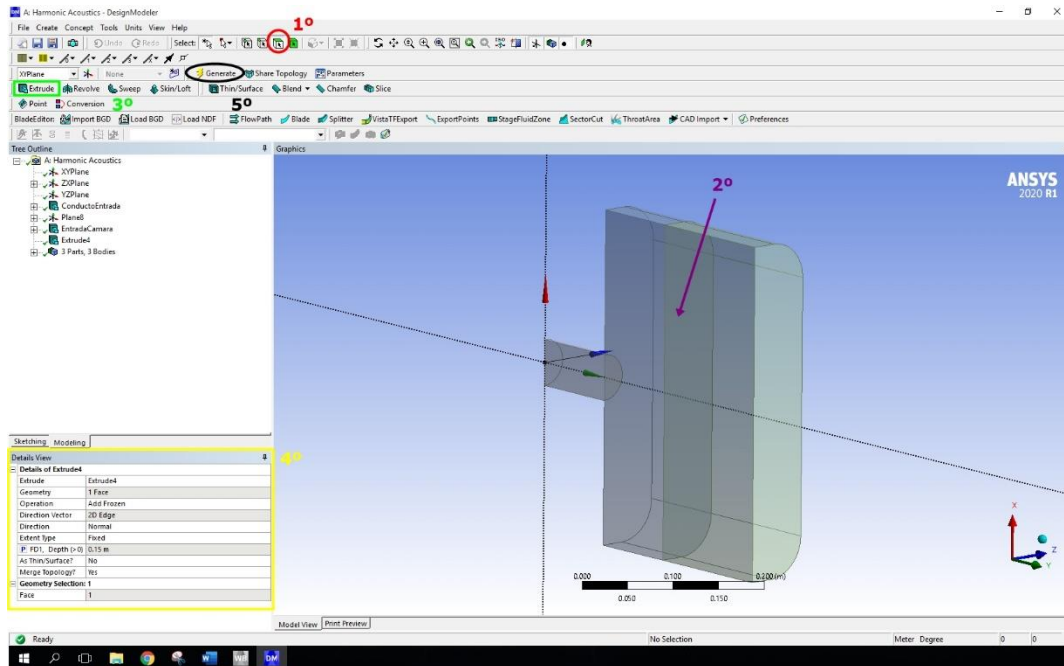 A: Harmonic Acoustics - DesignModeler
1º
File Create Concept Tools Units View Help
Undo Redo Select:
XYPlane None Generate Share Topology Parameters
Extrude Revolve Sweep Skin/Loft Thin/Surface Blend Chamfer Slice
Point Conversion 3º 5º
BladeEditor: Import BGD Load BGD Load NDF FlowPath Blade Splitter VistaTFExport ExportPoints StageFluidZone SectorCut ThroatArea CAD Import Preferences
Tree Outline
A: Harmonic Acoustics
XYPlane
ZXPlane
YZPlane
ConductoEntrada
Plane8
EntradaCamara
Extrude4
3 Parts, 3 Bodies
Graphics
2º
ANSYS
2020 R1
Sketching Modeling
Details View
4º
Details of Extrude4
Extrude Extrude4
Geometry 1 Face
Operation Add Frozen
Direction Vector 2D Edge
Direction Normal
Extent Type Fixed
P FD1, Depth (>0) 0.15 m
As Thin/Surface? No
Merge Topology? Yes
Geometry Selection: 1
Face 1
0.000 0.100 0.200 (m)
0.050 0.150
X
Z
Y
Model View Print Preview
Ready No Selection Meter Degree 0 0
DM